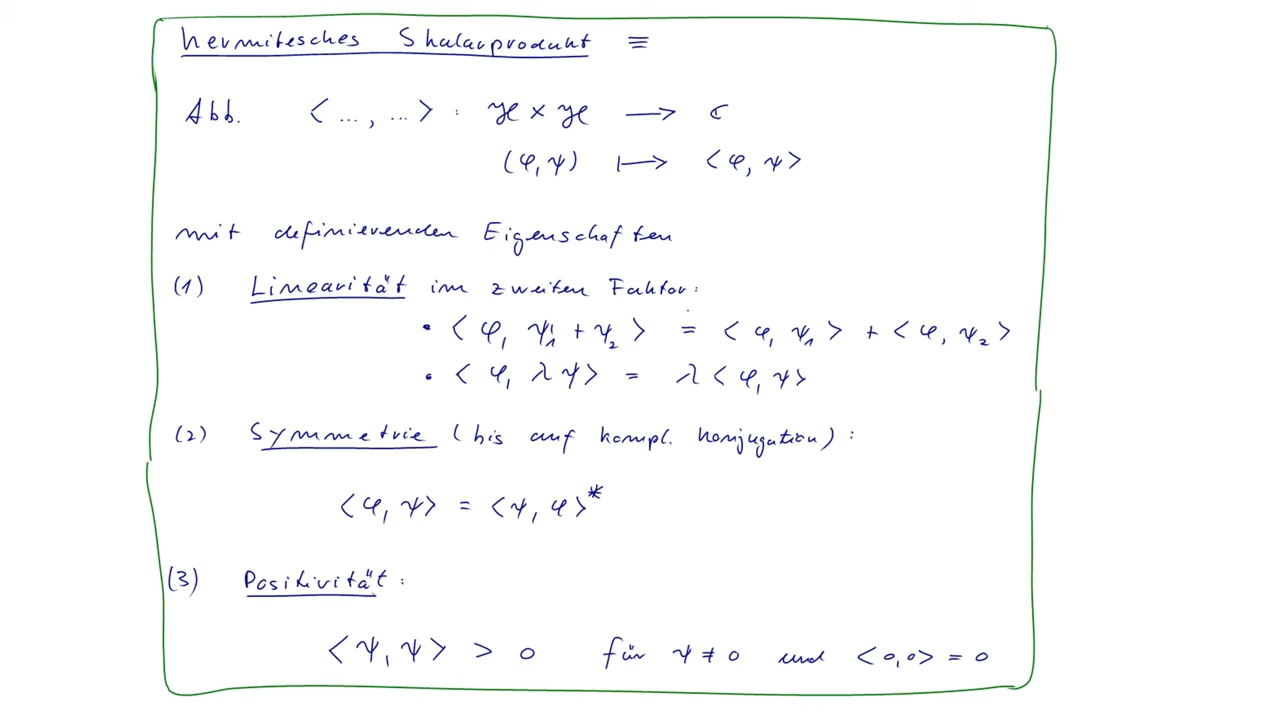 hermitesches Skalarprodukt ≡
Abb. < ... , ... > : ℋ × ℋ ⟶ ℂ
(φ, ψ) ⟼ <φ, ψ>
mit definierenden Eigenschaften
(1) Linearität im zweiten Faktor:
• < φ, ψ₁ + ψ₂ > = < φ, ψ₁ > + < φ, ψ₂ >
• < φ, λ ψ > = λ < φ, ψ >
(2) Symmetrie (bis auf kompl. Konjugation) :
< φ, ψ > = < ψ, φ >*
(3) Positivität :
< ψ, ψ > > 0 für ψ ≠ 0 und < 0, 0 > = 0